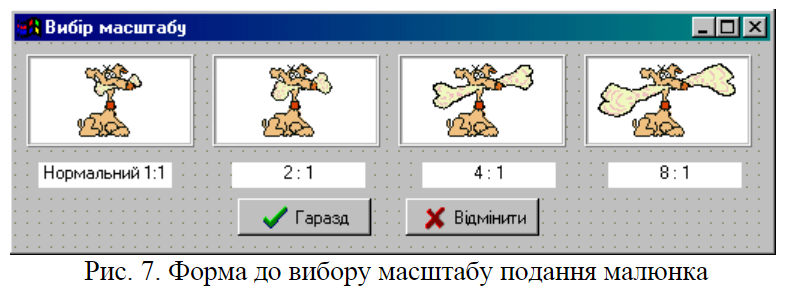 Вибір масштабу
Нормальний 1:1
2 : 1
4 : 1
8 : 1
Гаразд
Відмінити
Рис. 7. Форма до вибору масштабу подання малюнка